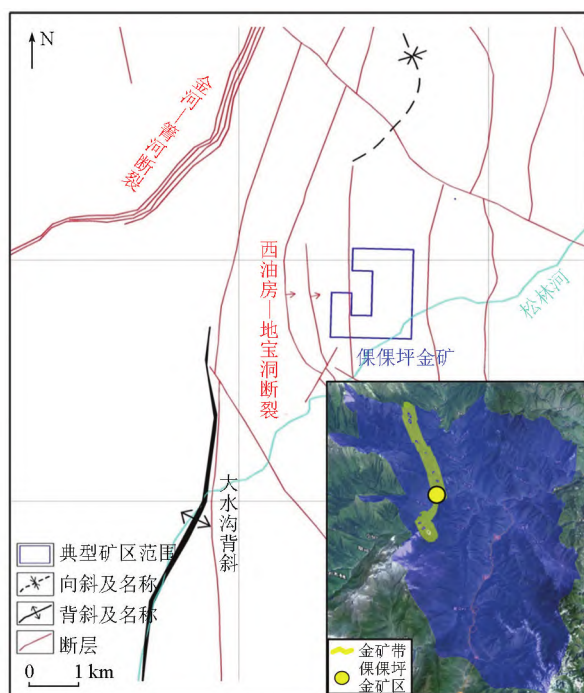 N
金河—箐河断裂
西油房—地宝洞断裂
松林河
倮倮坪金矿
大水沟背斜
典型矿区范围
向斜及名称
背斜及名称
断层
0 1 km
金矿带
倮倮坪
金矿区